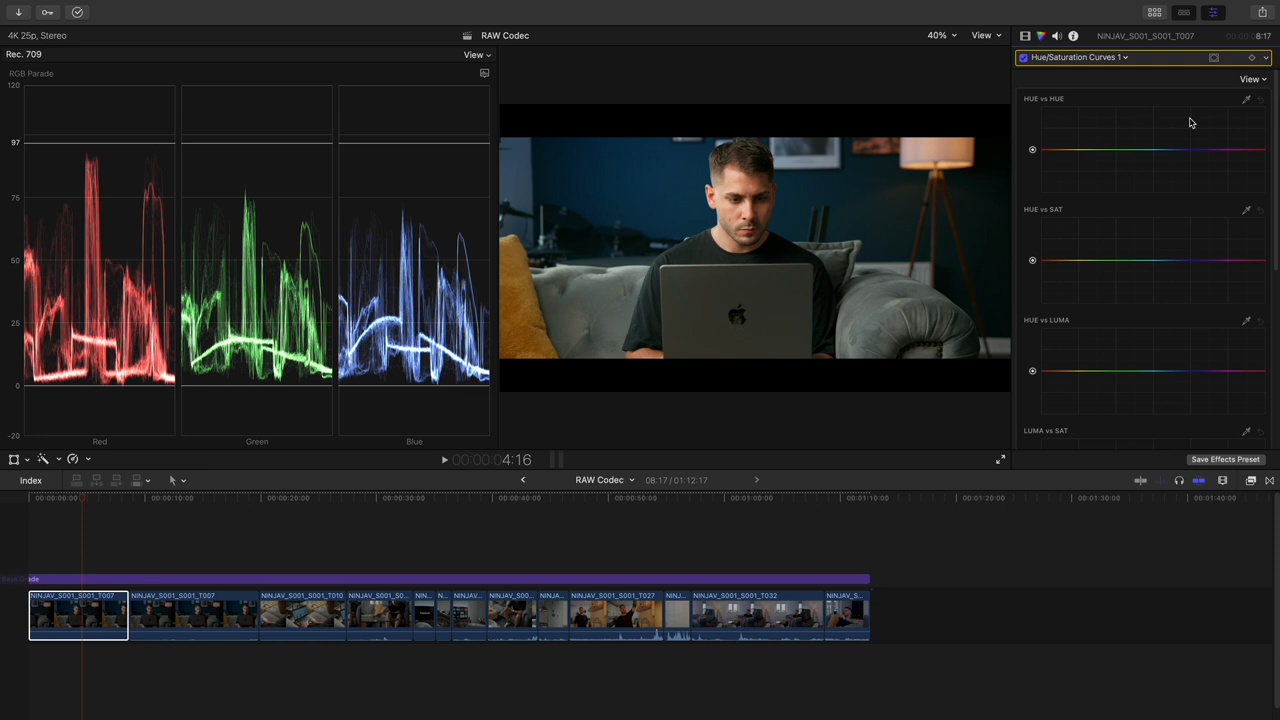 4K 25p, Stereo
RAW Codec
40%
View
NINJAV_S001_S001_T007
00:00:08:17
Rec. 709
View
Hue/Saturation Curves 1
RGB Parade
View
120
97
75
50
25
0
-20
Red
Green
Blue
HUE vs HUE
HUE vs SAT
HUE vs LUMA
LUMA vs SAT
00:00:04:16
Save Effects Preset
Index
RAW Codec
08:17 / 01:12:17
00:00:00:00
00:00:10:00
00:00:20:00
00:00:30:00
00:00:40:00
00:00:50:00
00:01:00:00
00:01:10:00
00:01:20:00
00:01:30:00
00:01:40:00
Base Grade
NINJAV_S001_S001_T007
NINJAV_S001_S001_T007
NINJAV_S001_S001_T010
NINJAV_S001_S0...
NIN...
N...
NINJAV...
NINJAV_S00...
NINJA...
NINJAV_S001_S001_T027
NINJ...
NINJAV_S001_S001_T032
NINJAV_S...